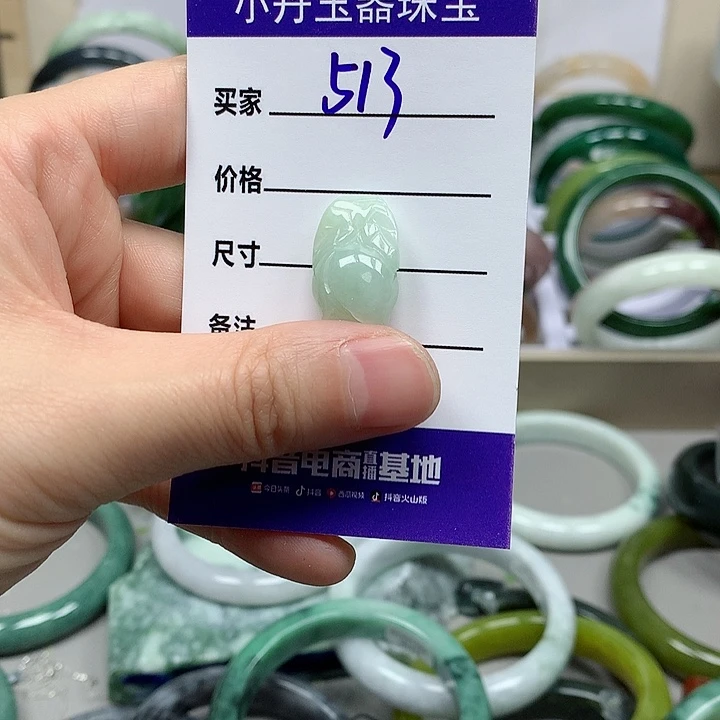 小丹玉器珠宝
买家 513
价格
尺寸
备注
抖音电商直播基地
今日头条 抖音 西瓜视频 抖音火山版